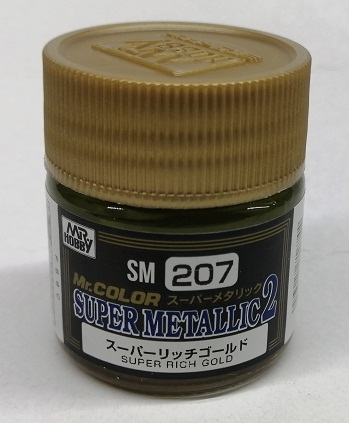 MR.
HOBBY
SM 207
Mr.COLOR スーパーメタリック
SUPER METALLIC 2
スーパーリッチゴールド
SUPER RICH GOLD